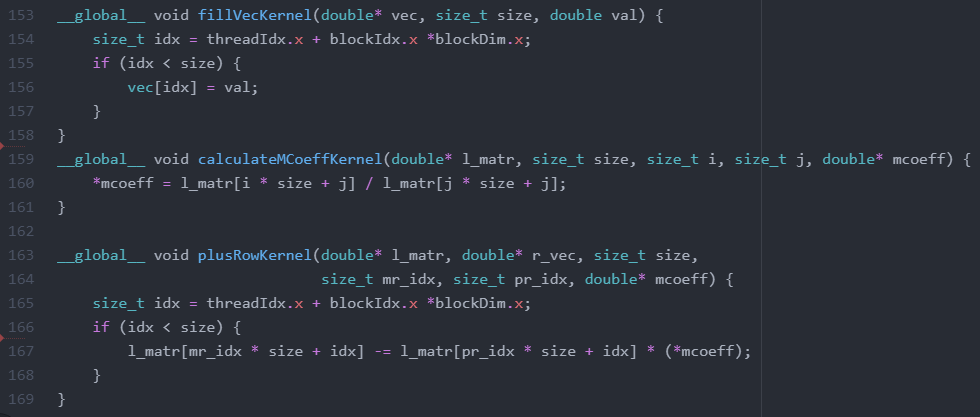 153 __global__ void fillVecKernel(double* vec, size_t size, double val) {
154     size_t idx = threadIdx.x + blockIdx.x *blockDim.x;
155     if (idx < size) {
156         vec[idx] = val;
157     }
158 }
159 __global__ void calculateMCoeffKernel(double* l_matr, size_t size, size_t i, size_t j, double* mcoeff) {
160     *mcoeff = l_matr[i * size + j] / l_matr[j * size + j];
161 }
162
163 __global__ void plusRowKernel(double* l_matr, double* r_vec, size_t size,
164                               size_t mr_idx, size_t pr_idx, double* mcoeff) {
165     size_t idx = threadIdx.x + blockIdx.x *blockDim.x;
166     if (idx < size) {
167         l_matr[mr_idx * size + idx] -= l_matr[pr_idx * size + idx] * (*mcoeff);
168     }
169 }